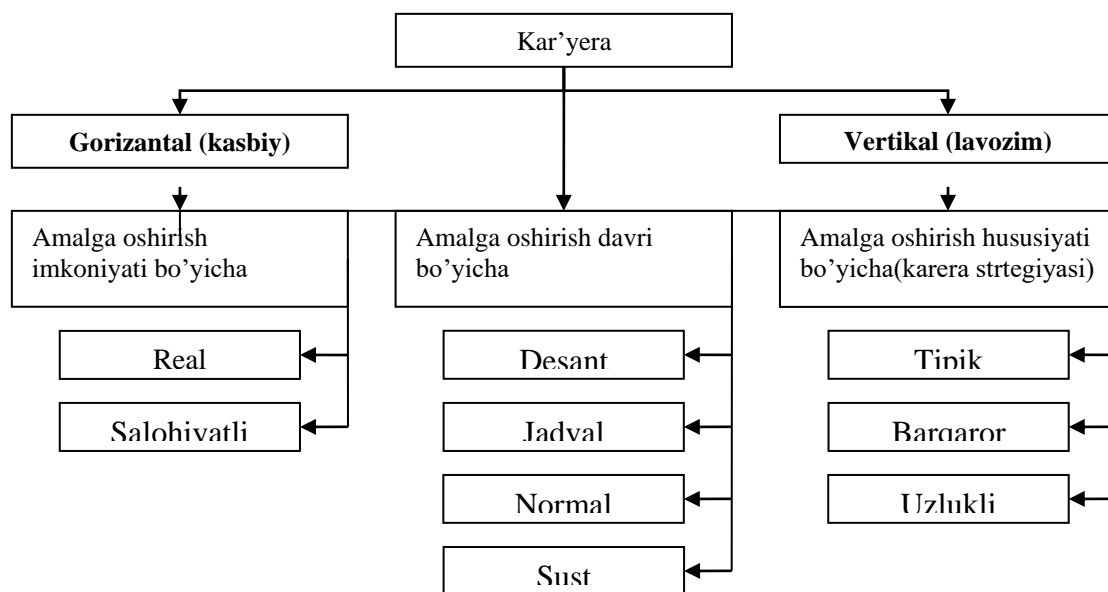 Kar’yera
Gorizantal (kasbiy)
Vertikal (lavozim)
Amalga oshirish
imkoniyati bo’yicha
Amalga oshirish davri
bo’yicha
Amalga oshirish hususiyati
bo’yicha(karera strtegiyasi)
Real
Salohiyatli
Desant
Jadval
Normal
Sust
Tipik
Barqaror
Uzlukli